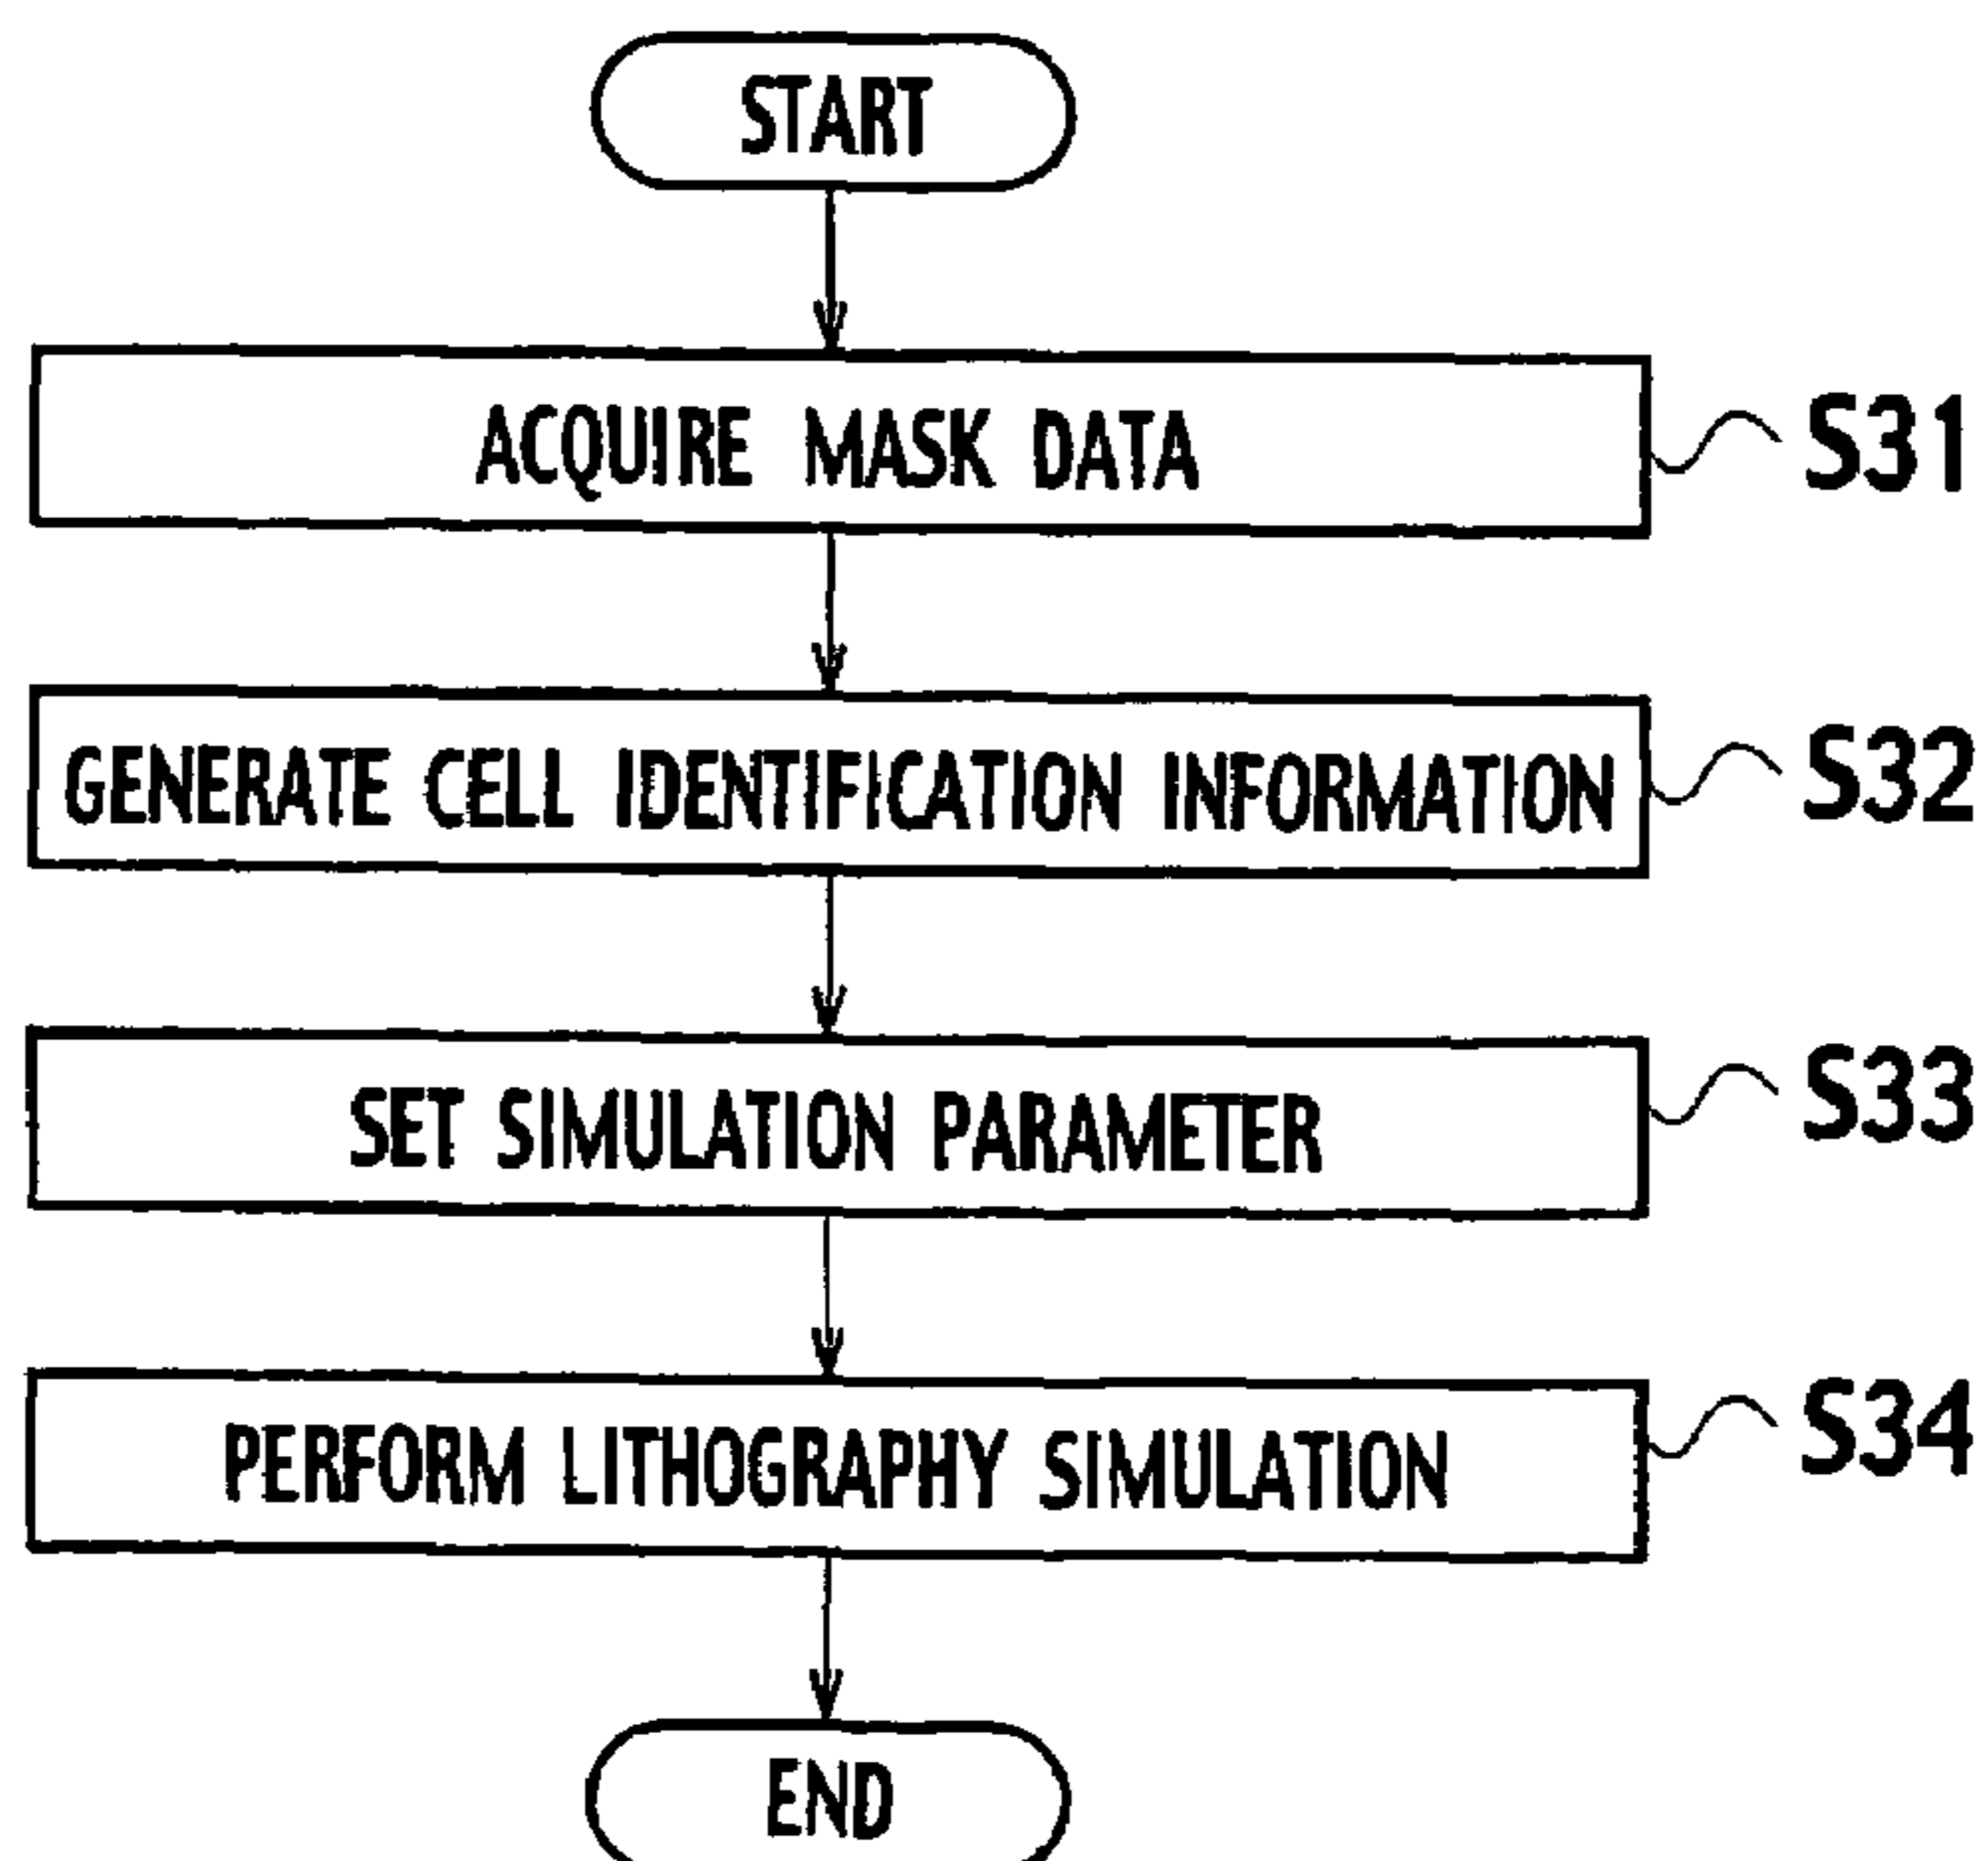 START
ACQUIRE MASK DATA
S31
GENERATE CELL IDENTIFICATION INFORMATION
S32
SET SIMULATION PARAMETER
S33
PERFORM LITHOGRAPHY SIMULATION
S34
END